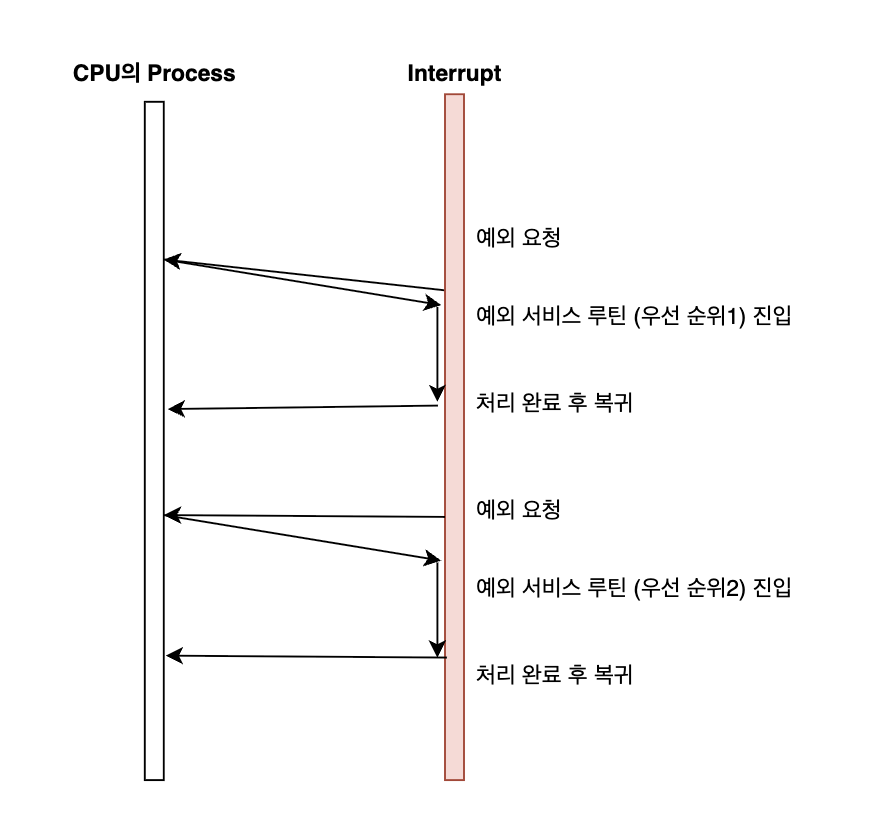 CPU의 Process
Interrupt
예외 요청
예외 서비스 루틴 (우선 순위1) 진입
처리 완료 후 복귀
예외 요청
예외 서비스 루틴 (우선 순위2) 진입
처리 완료 후 복귀